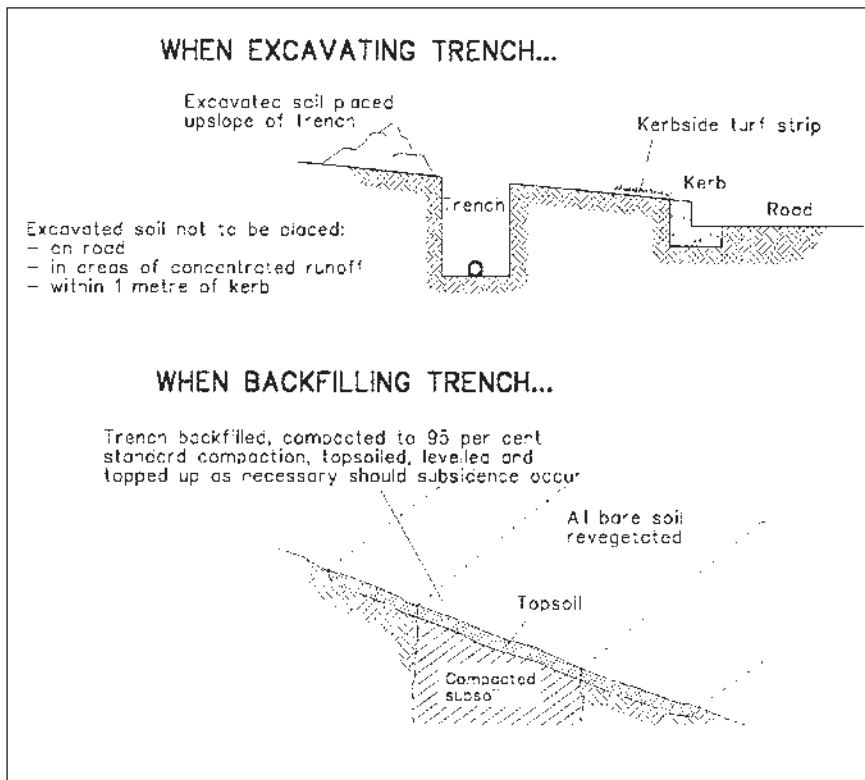 WHEN EXCAVATING TRENCH...
Excavated soil placed
upslope of trench
Kerbside turf strip
Kerb
Trench
Road
Excavated soil not to be placed:
– on road
– in areas of concentrated runoff
– within 1 metre of kerb
WHEN BACKFILLING TRENCH...
Trench backfilled, compacted to 95 per cent
standard compaction, topsoiled, levelled and
topped up as necessary should subsidence occur
All bare soil
revegetated
Topsoil
Compacted
subsoil